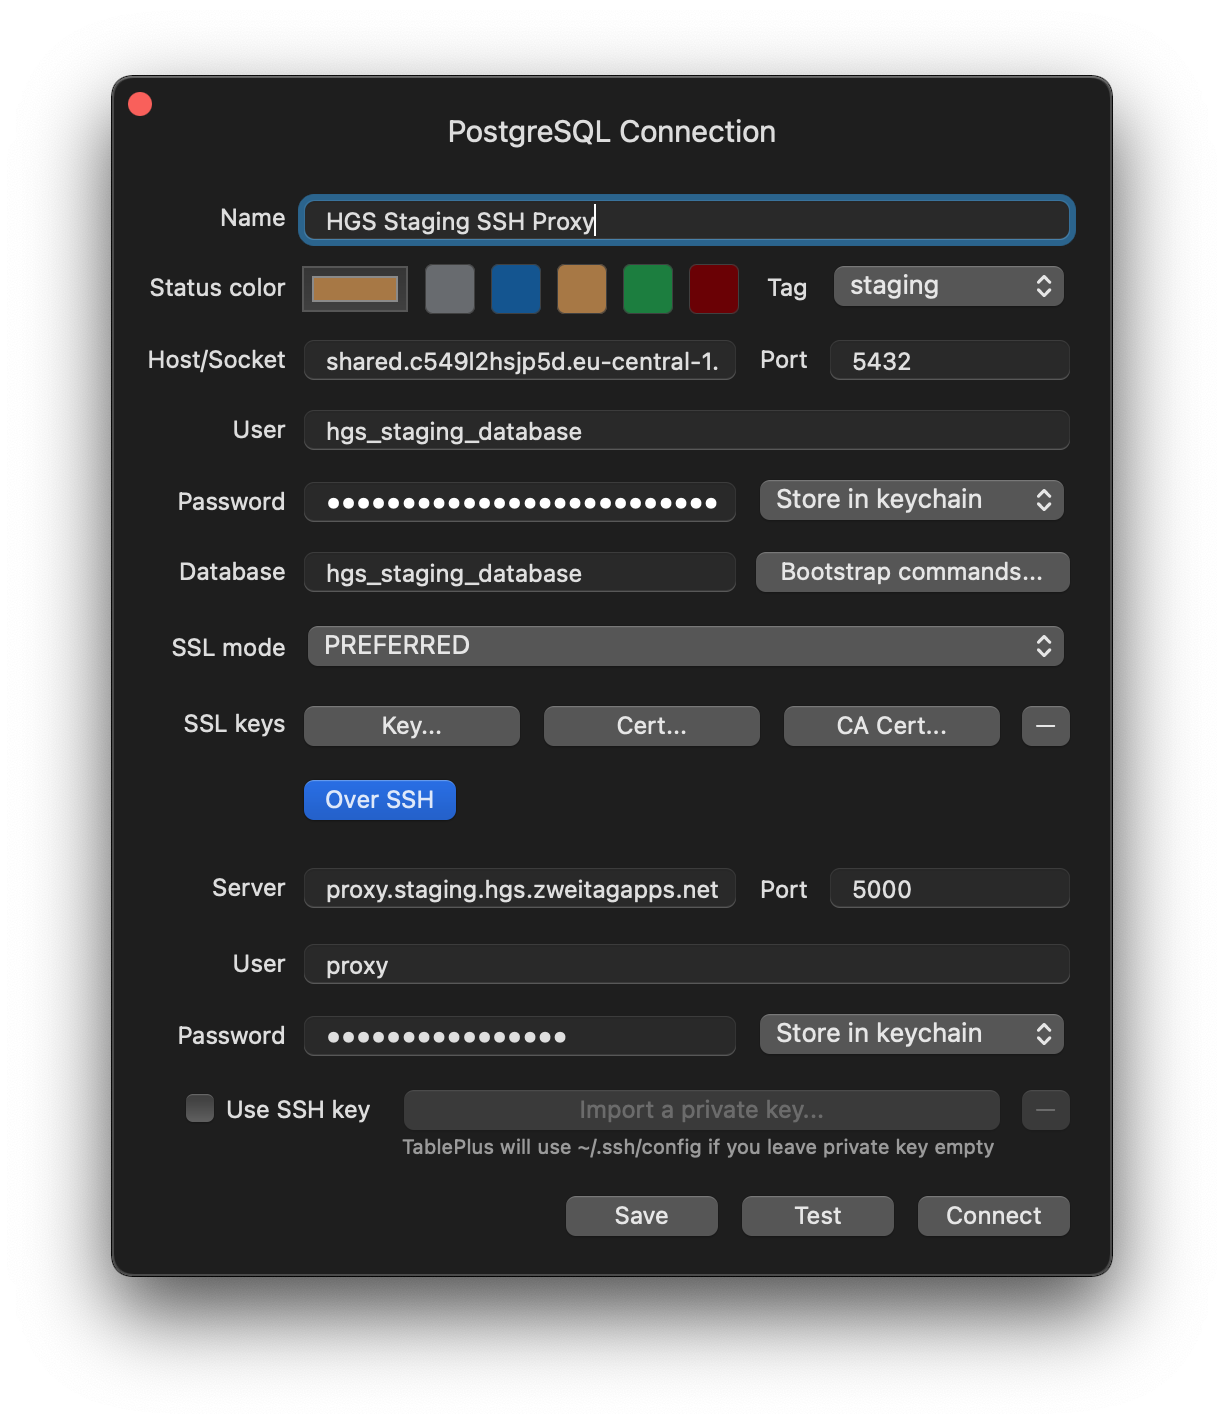 PostgreSQL Connection
Name HGS Staging SSH Proxy
Status color Tag staging
Host/Socket shared.c549l2hsjp5d.eu-central-1. Port 5432
User hgs_staging_database
Password ●●●●●●●●●●●●●●●●●●●●●●●●●● Store in keychain
Database hgs_staging_database Bootstrap commands...
SSL mode PREFERRED
SSL keys Key... Cert... CA Cert... —
Over SSH
Server proxy.staging.hgs.zweitagapps.net Port 5000
User proxy
Password ●●●●●●●●●●●●●●●● Store in keychain
Use SSH key Import a private key... —
TablePlus will use ~/.ssh/config if you leave private key empty
Save Test Connect